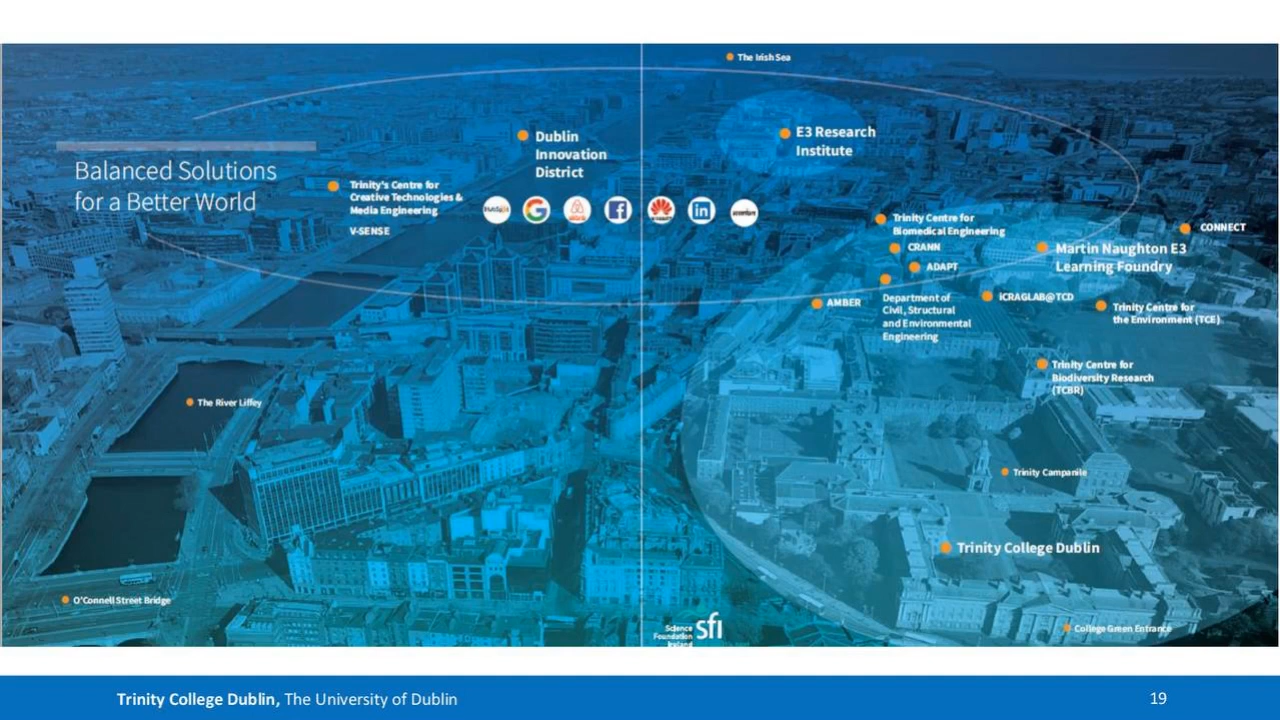 The Irish Sea
Balanced Solutions
for a Better World
Dublin
Innovation
District
E3 Research
Institute
Trinity's Centre for
Creative Technologies &
Media Engineering
V-SENSE
HubSpot
airbnb
in
accenture
Trinity Centre for
Biomedical Engineering
CRANN
ADAPT
CONNECT
Martin Naughton E3
Learning Foundry
AMBER
Department of
Civil, Structural
and Environmental
Engineering
iCRAGLAB@TCD
Trinity Centre for
the Environment (TCE)
Trinity Centre for
Biodiversity Research
(TCBR)
The River Liffey
Trinity Campanile
Trinity College Dublin
O'Connell Street Bridge
College Green Entrance
Science
Foundation
Ireland
sfi
Trinity College Dublin, The University of Dublin
19